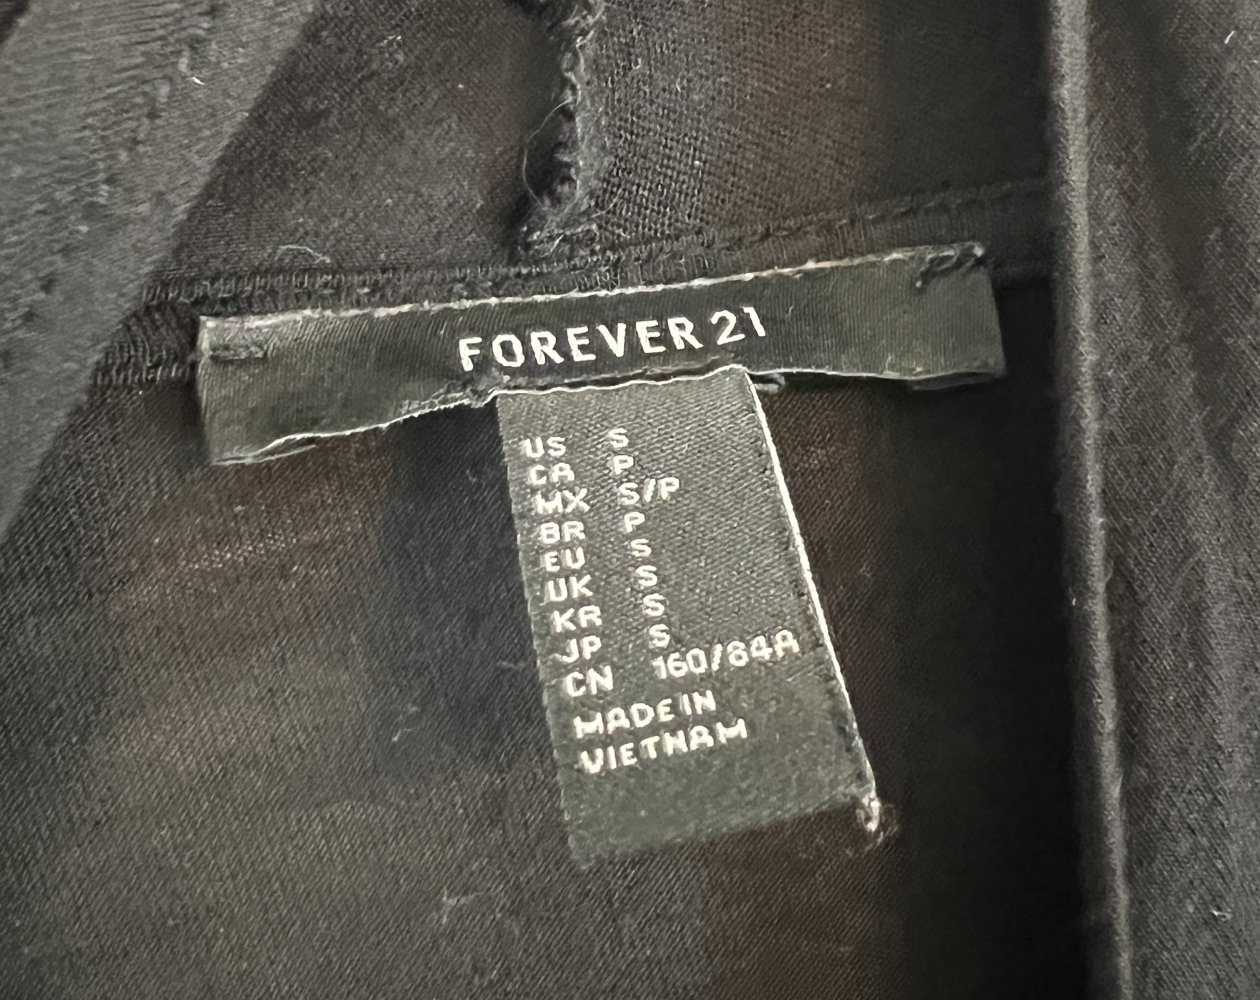 FOREVER 21
US S
CA P
MX S/P
BR P
EU S
UK S
KR S
JP S
CN 160/84A
MADE IN
VIETNAM